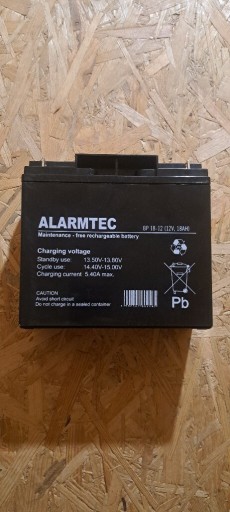 ALARMTEC
BP 18-12 (12V, 18AH)
Maintenance - free rechargeable battery
Charging voltage
Standby use: 13.50V-13.80V
Cycle use: 14.40V-15.00V
Charging current 5.40A max.
CAUTION
Avoid short circuit
Do not charge in a sealed container
Pb